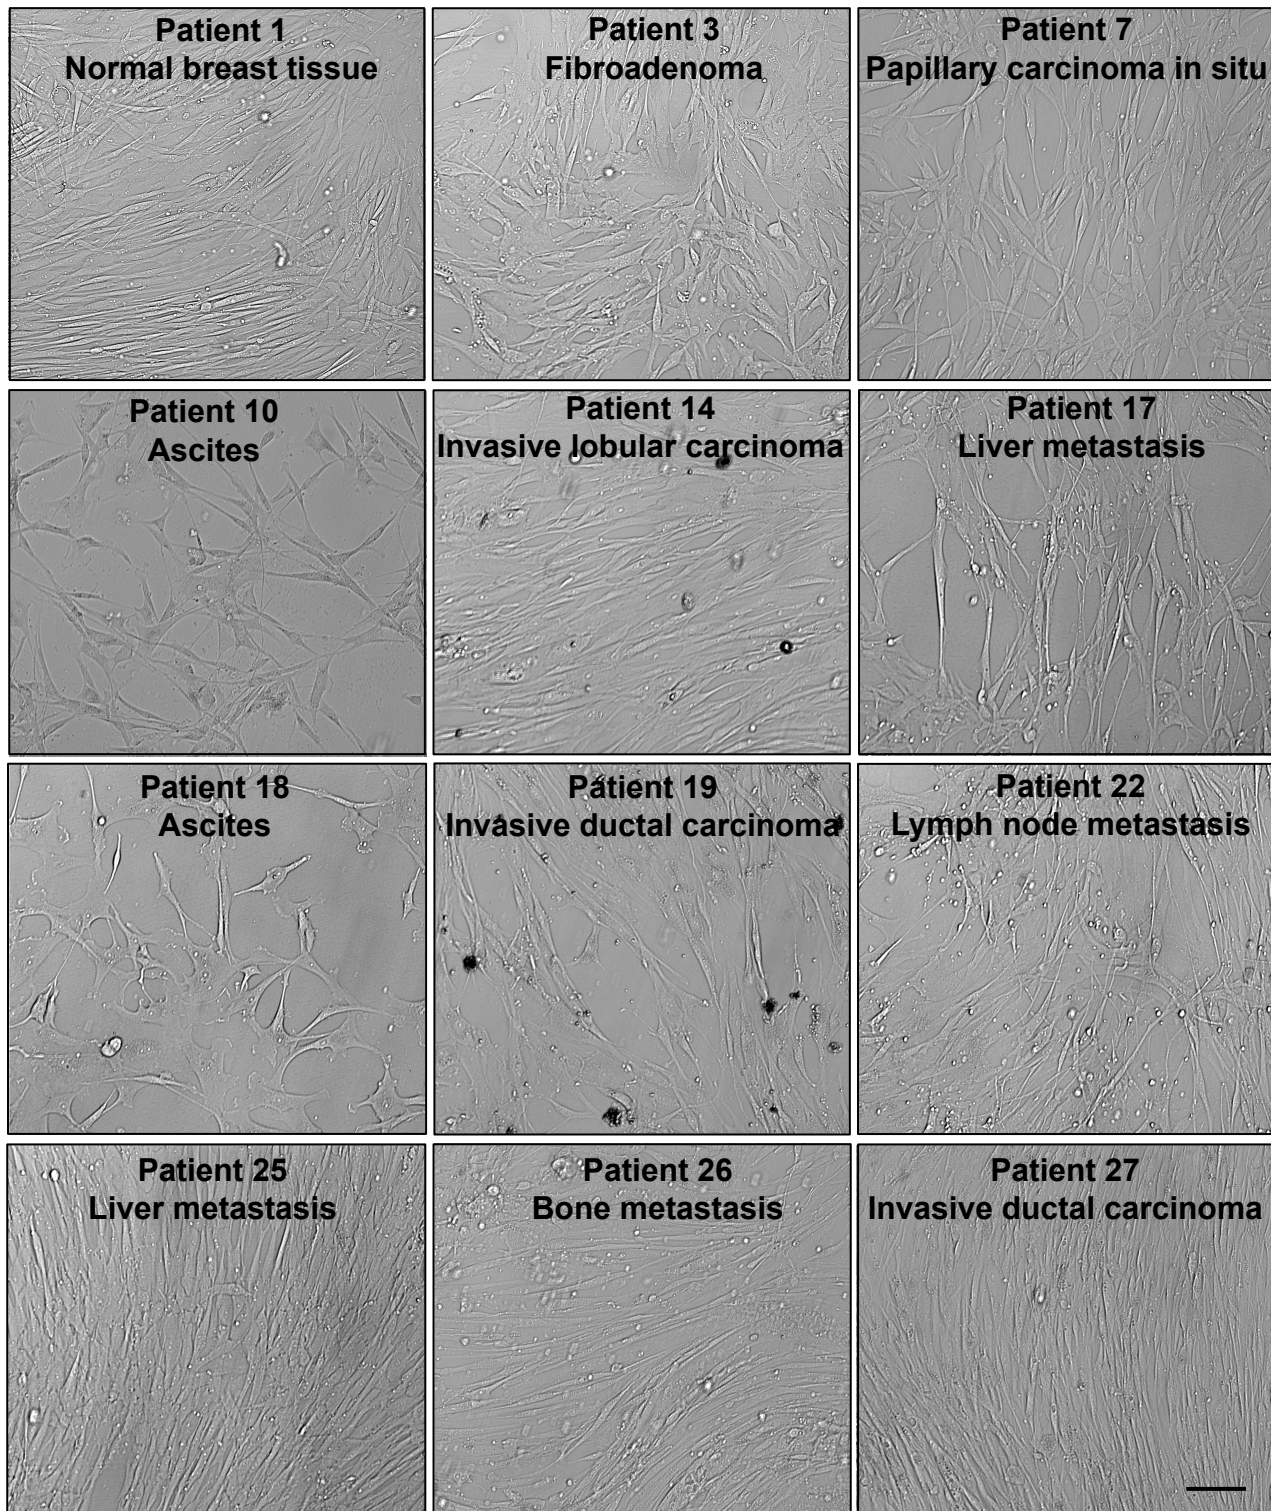 Patient 1
Normal breast tissue
Patient 3
Fibroadenoma
Patient 7
Papillary carcinoma in situ
Patient 10
Ascites
Patient 14
Invasive lobular carcinoma
Patient 17
Liver metastasis
Patient 18
Ascites
Patient 19
Invasive ductal carcinoma
Patient 22
Lymph node metastasis
Patient 25
Liver metastasis
Patient 26
Bone metastasis
Patient 27
Invasive ductal carcinoma